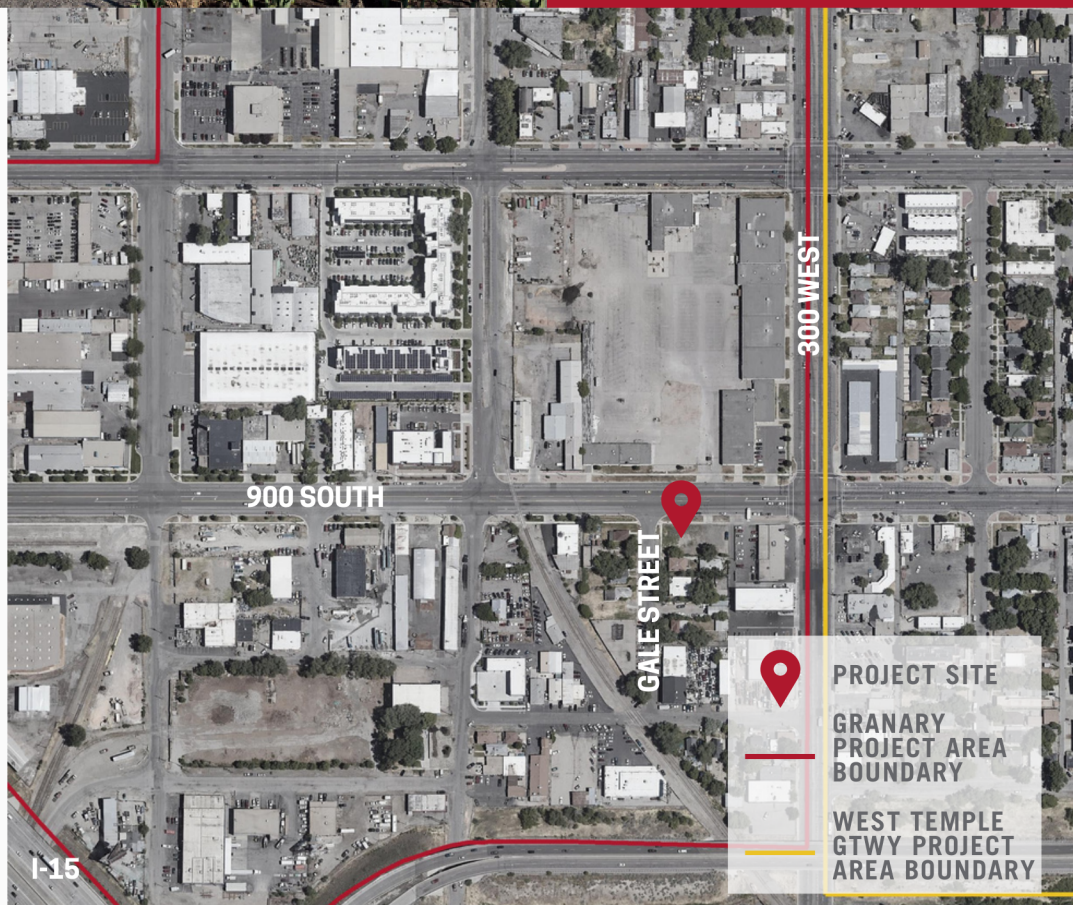 300 WEST
900 SOUTH
GALE STREET
PROJECT SITE
GRANARY
PROJECT AREA
BOUNDARY
WEST TEMPLE
GTWY PROJECT
AREA BOUNDARY
I-15